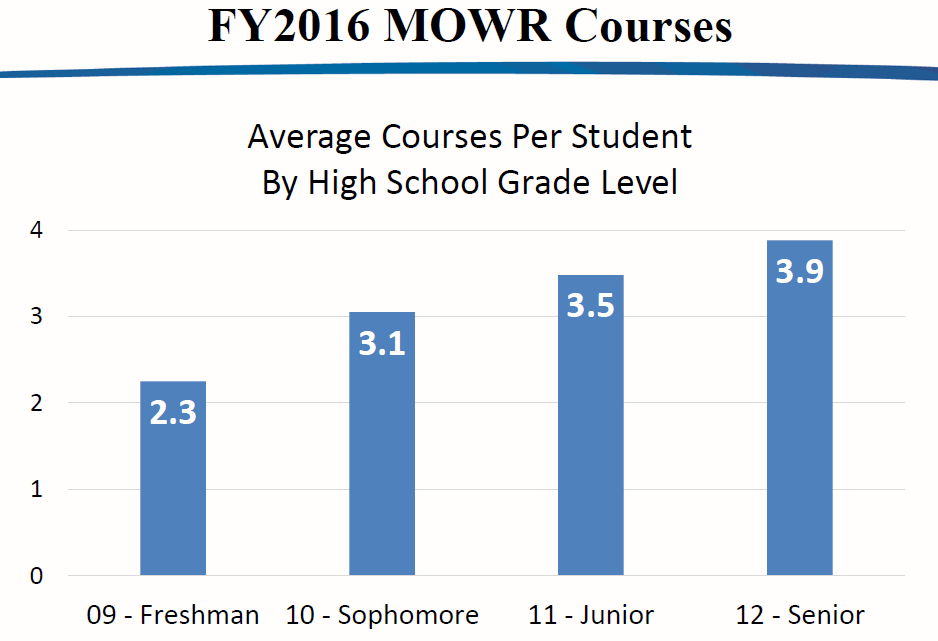 FY2016 MOWR Courses
Average Courses Per Student
By High School Grade Level
4
3
2
1
0
2.3
3.1
3.5
3.9
09 - Freshman
10 - Sophomore
11 - Junior
12 - Senior